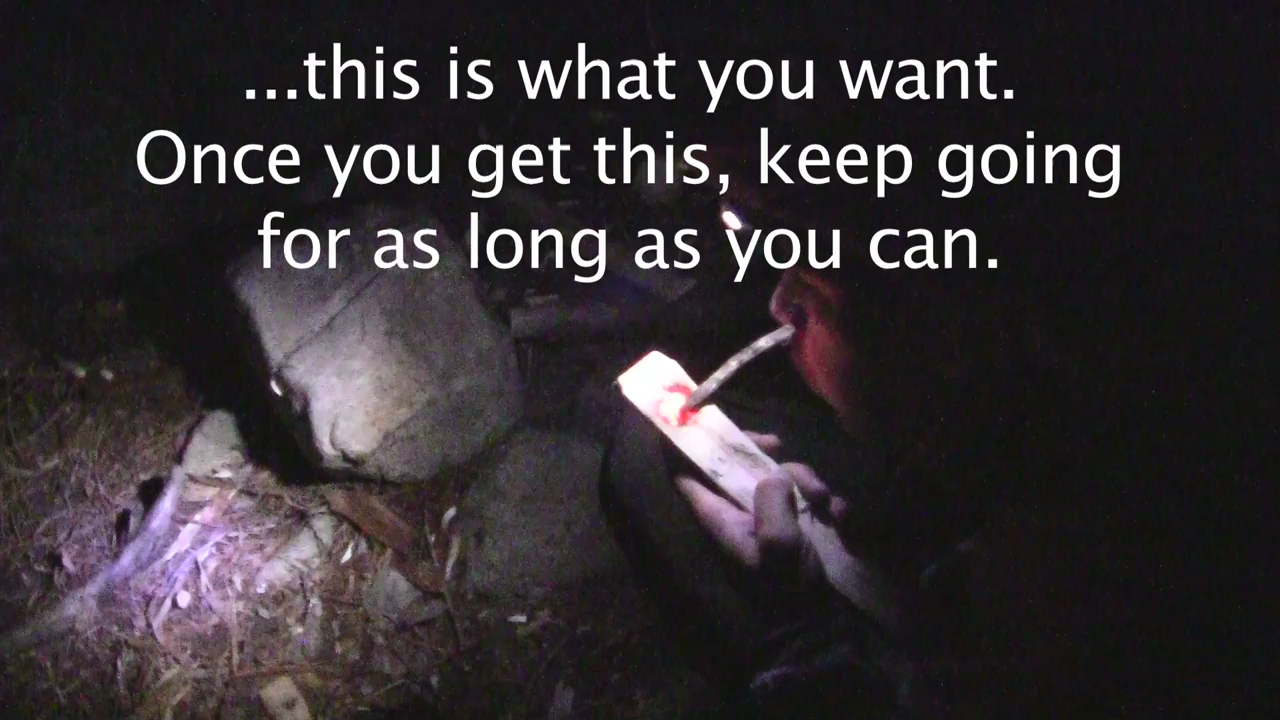 ...this is what you want.
Once you get this, keep going
for as long as you can.